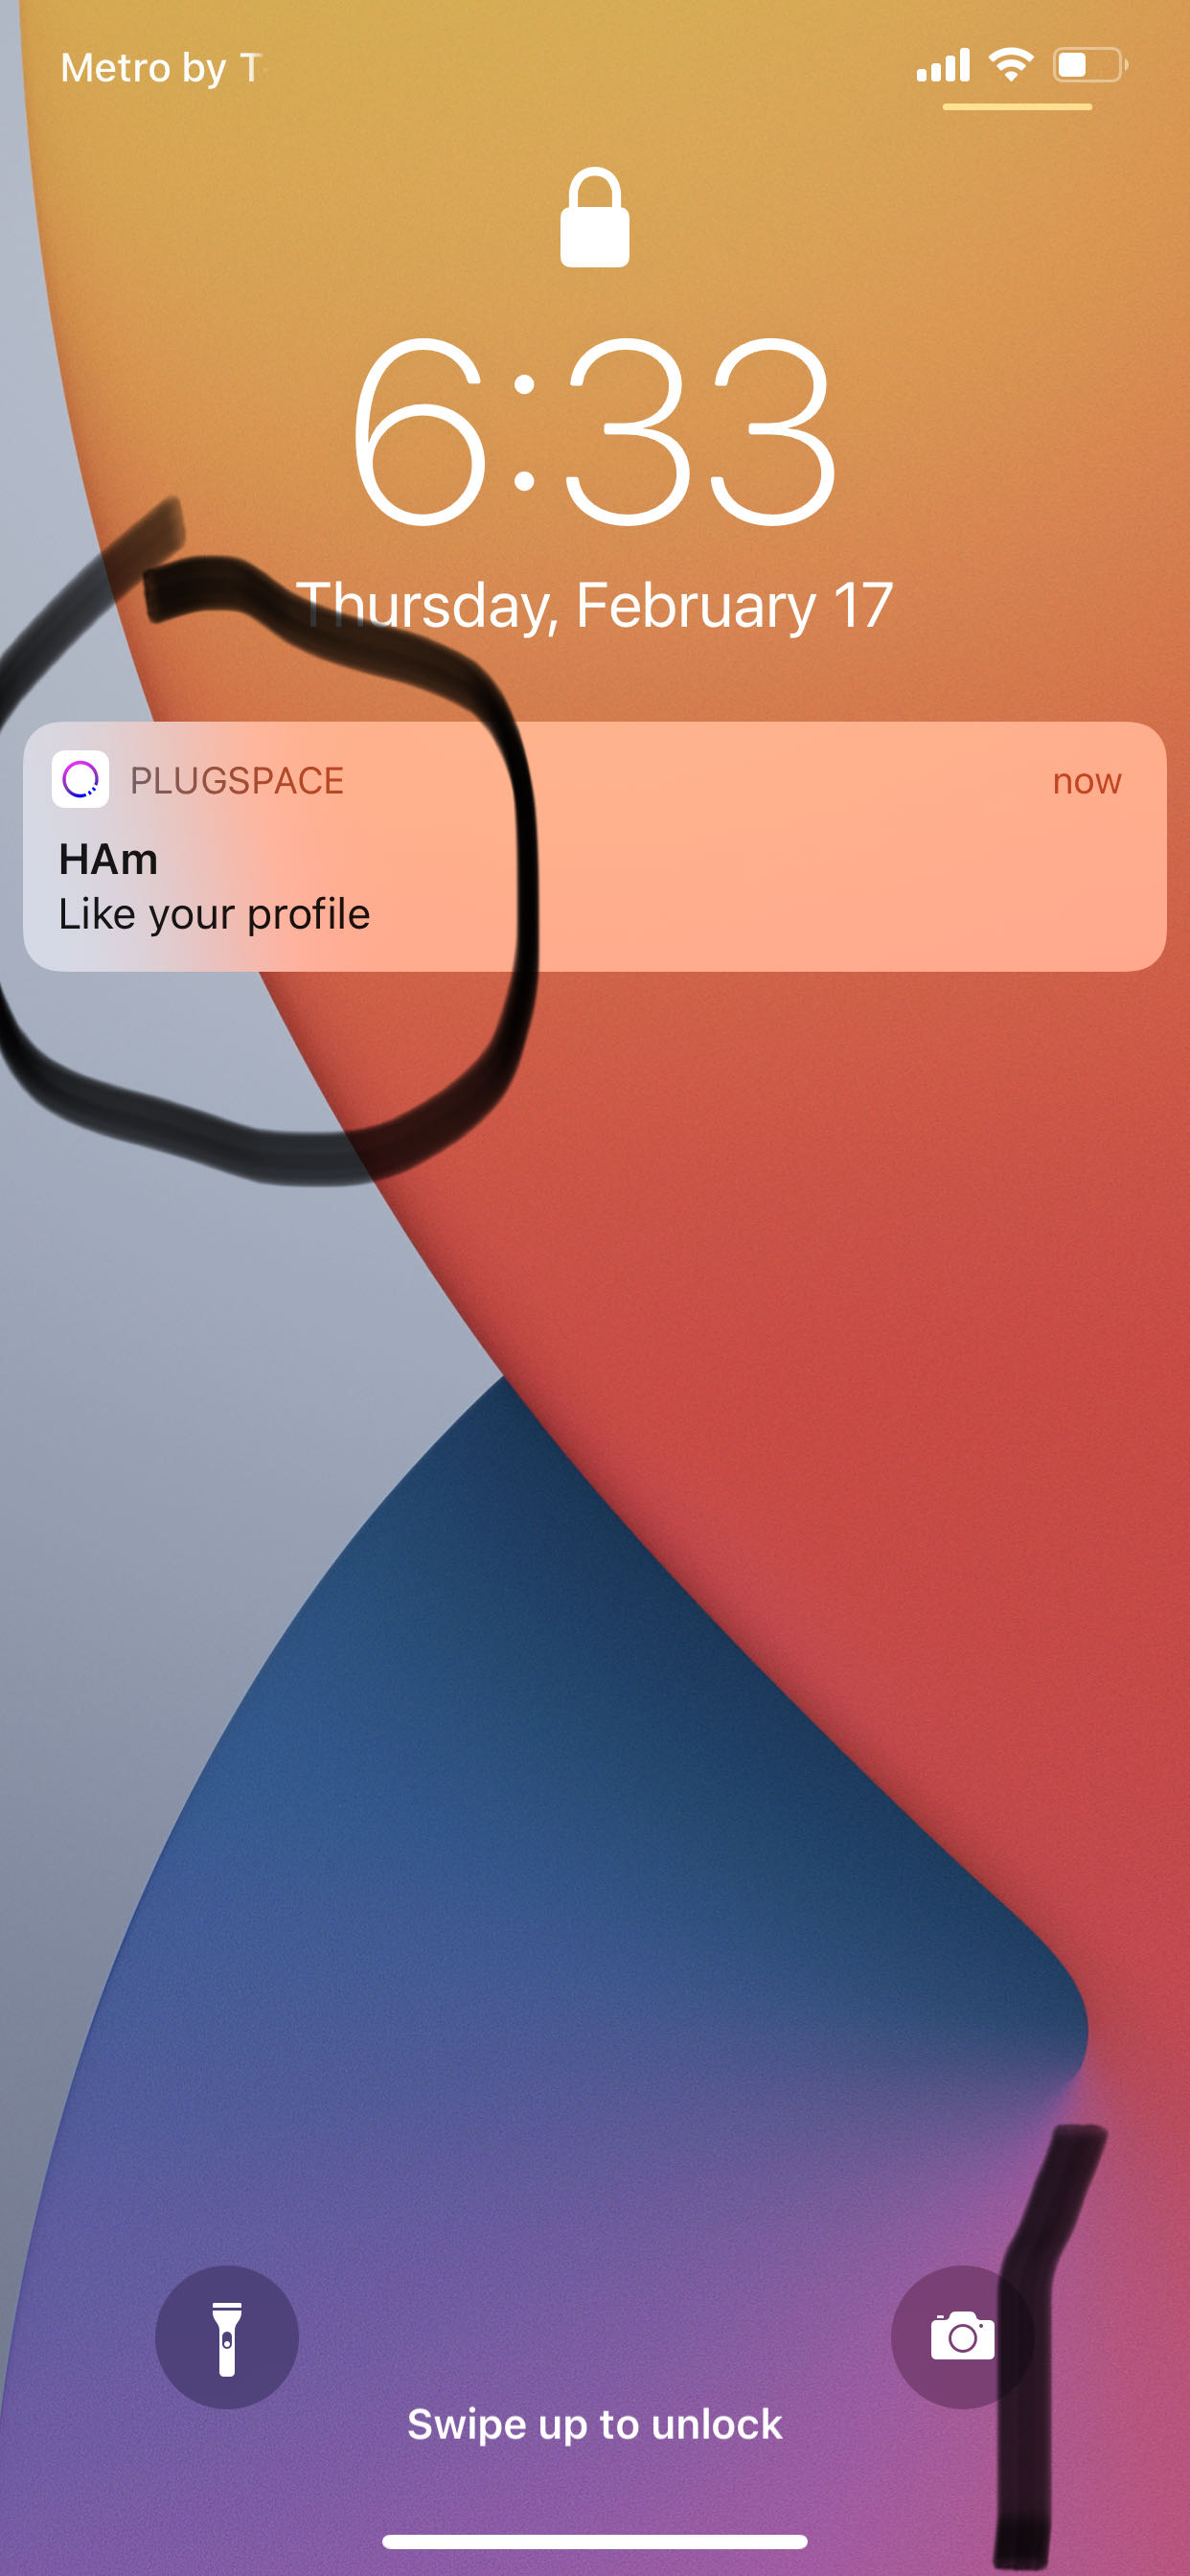 Metro by T
6:33
Thursday, February 17
PLUGSPACE now
HAm
Like your profile
Swipe up to unlock